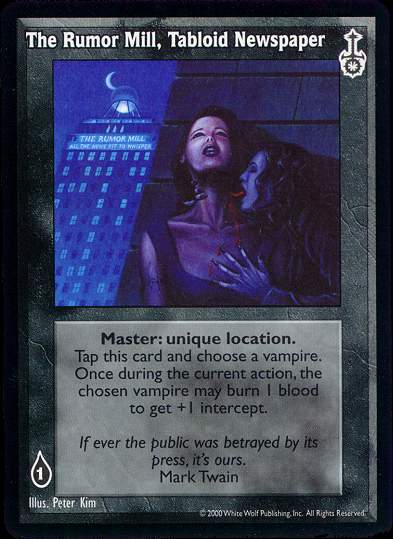 The Rumor Mill, Tabloid Newspaper
THE RUMOR MILL
ALL THE NEWS FIT TO WHISPER
Master: unique location.
Tap this card and choose a vampire.
Once during the current action, the
chosen vampire may burn 1 blood
to get +1 intercept.
If ever the public was betrayed by its
press, it's ours.
Mark Twain
1
Illus. Peter Kim
© 2000 White Wolf Publishing, Inc. All Rights Reserved.